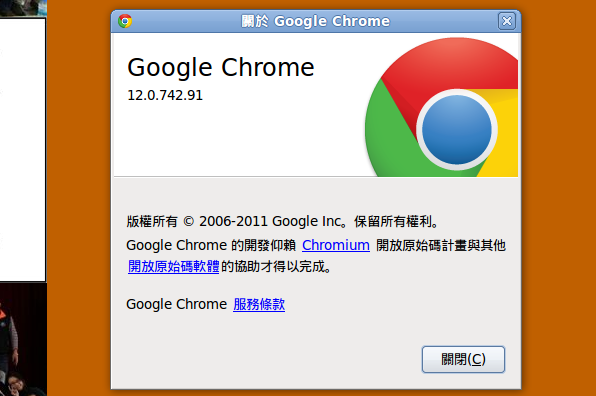 關於 Google Chrome
Google Chrome
12.0.742.91
版權所有 © 2006-2011 Google Inc。保留所有權利。
Google Chrome 的開發仰賴 Chromium 開放原始碼計畫與其他
開放原始碼軟體的協助才得以完成。
Google Chrome 服務條款
關閉(C)